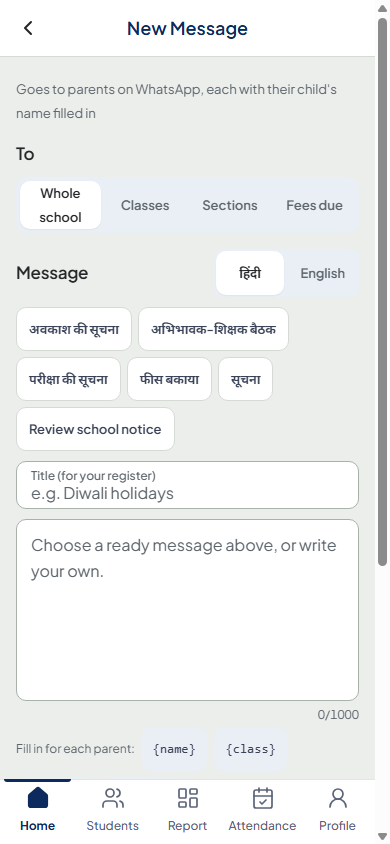 New Message
Goes to parents on WhatsApp, each with their child's
name filled in
To
Whole
school
Classes
Sections
Fees due
Message
हिंदी
English
अवकाश की सूचना
अभिभावक-शिक्षक बैठक
परीक्षा की सूचना
फीस बकाया
सूचना
Review school notice
Title (for your register)
e.g. Diwali holidays
Choose a ready message above, or write
your own.
0/1000
Fill in for each parent:
{name}
{class}
Home
Students
Report
Attendance
Profile